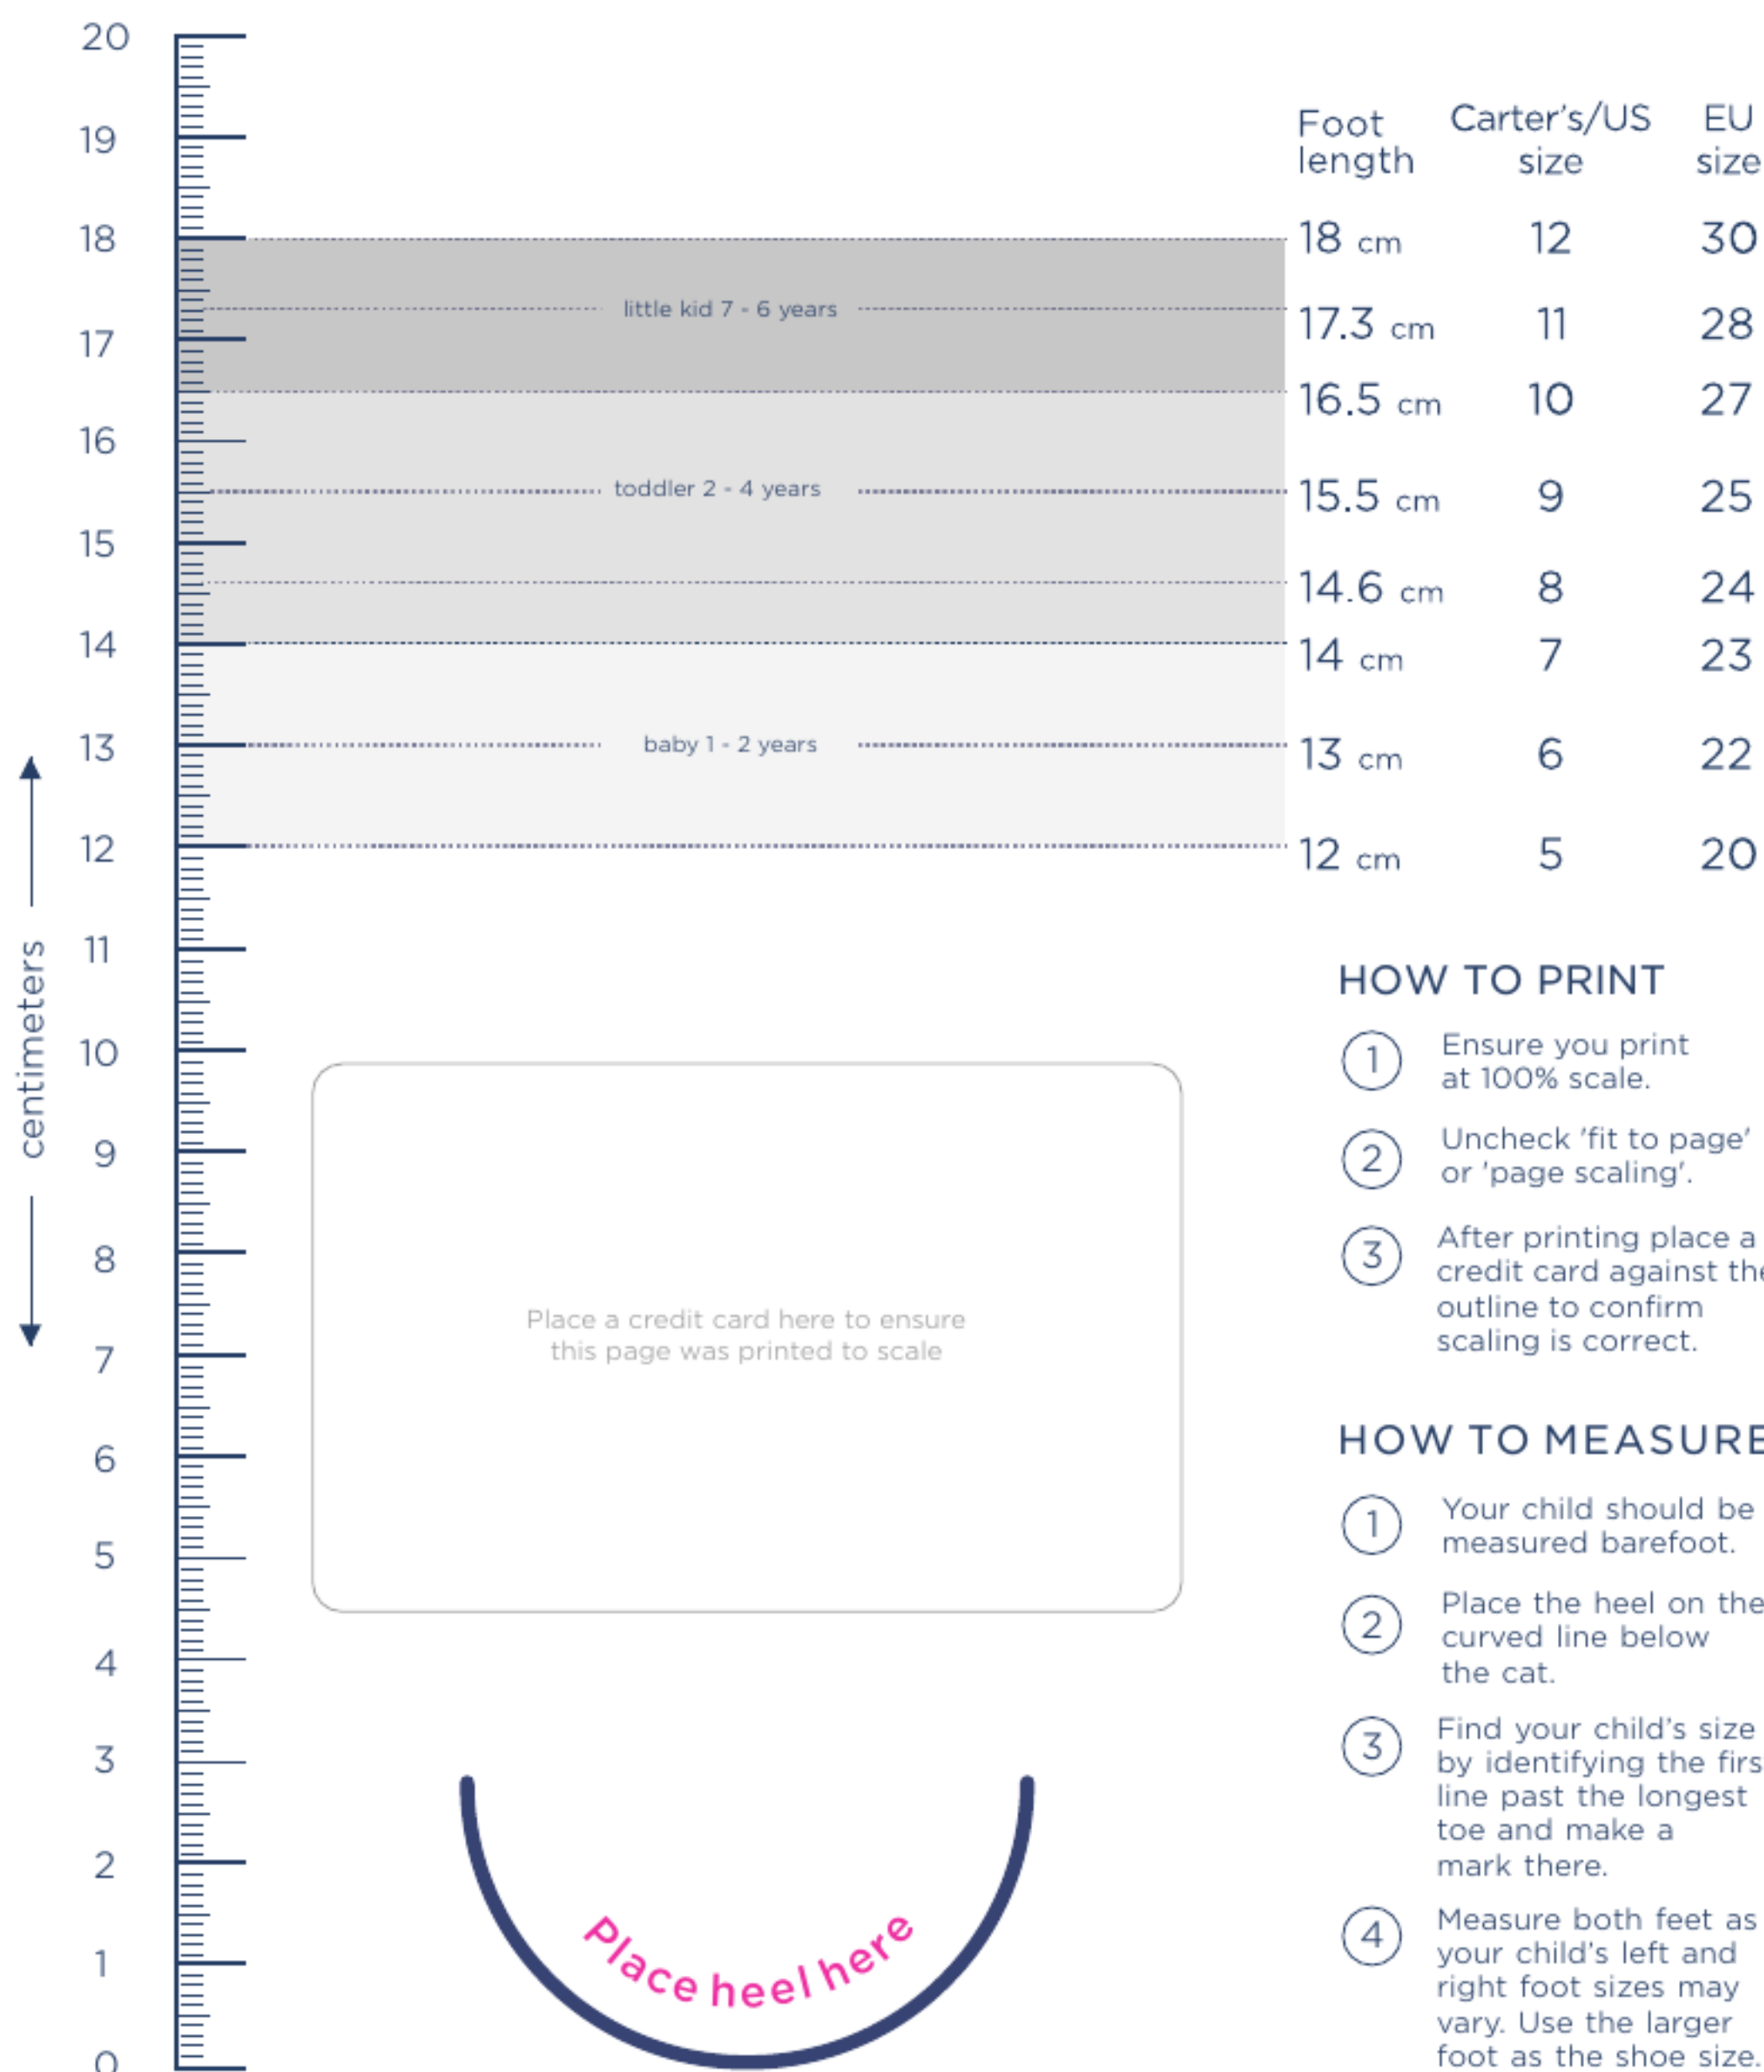 20
19
18
17
16
15
14
13
12
11
10
9
8
7
6
5
4
3
2
1
0
centimeters
little kid 7 - 6 years
toddler 2 - 4 years
baby 1 - 2 years
Place a credit card here to ensure
this page was printed to scale
Place heel here
Foot length Carter's/US size EU size
18 cm 12 30
17.3 cm 11 28
16.5 cm 10 27
15.5 cm 9 25
14.6 cm 8 24
14 cm 7 23
13 cm 6 22
12 cm 5 20
HOW TO PRINT
1 Ensure you print
at 100% scale.
2 Uncheck 'fit to page'
or 'page scaling'.
3 After printing place a
credit card against the
outline to confirm
scaling is correct.
HOW TO MEASURE
1 Your child should be
measured barefoot.
2 Place the heel on the
curved line below
the cat.
3 Find your child's size
by identifying the firs
line past the longest
toe and make a
mark there.
4 Measure both feet as
your child's left and
right foot sizes may
vary. Use the larger
foot as the shoe size.